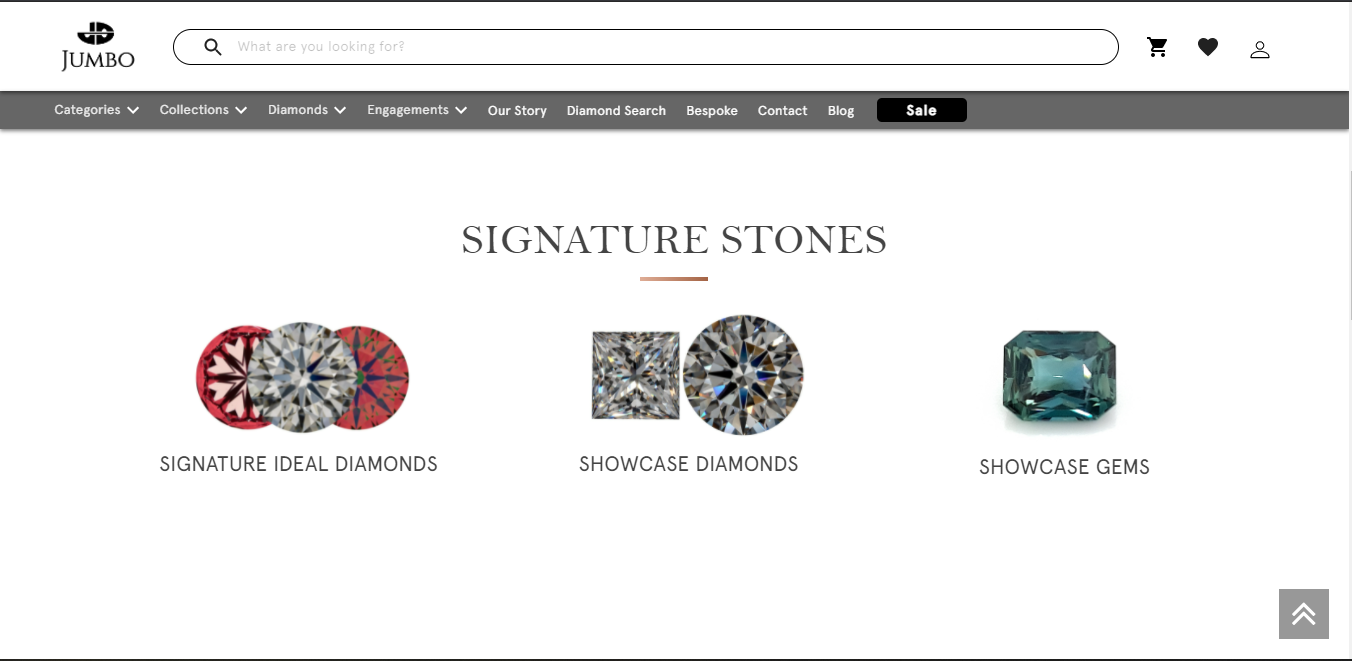 JUMBO
What are you looking for?
Categories Collections Diamonds Engagements Our Story Diamond Search Bespoke Contact Blog Sale
SIGNATURE STONES
SIGNATURE IDEAL DIAMONDS
SHOWCASE DIAMONDS
SHOWCASE GEMS